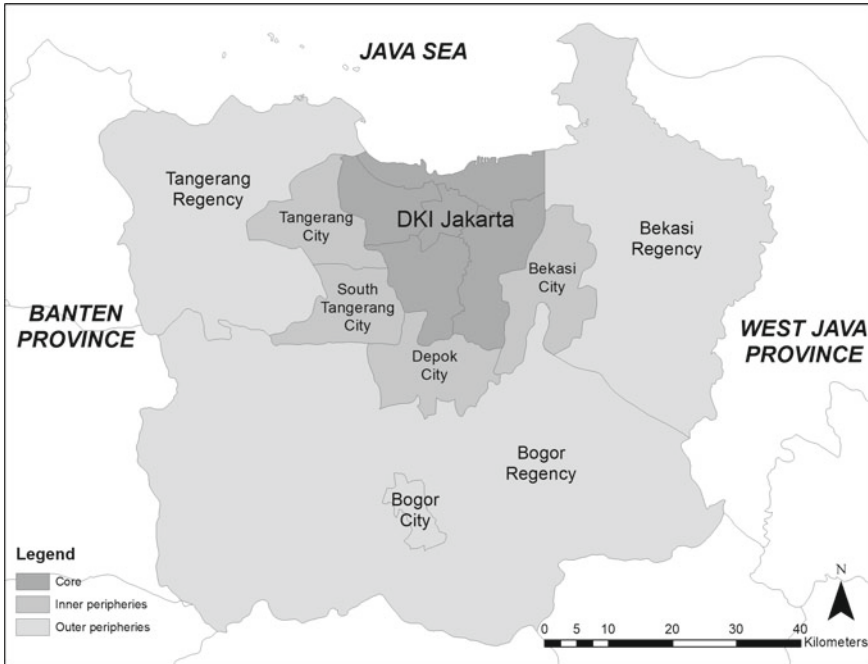 JAVA SEA
Tangerang
Regency
Tangerang
City
DKI Jakarta
Bekasi
Regency
Bekasi
City
South
Tangerang
City
BANTEN
PROVINCE
WEST JAVA
PROVINCE
Depok
City
Bogor
Regency
Bogor
City
Legend
Core
Inner peripheries
Outer peripheries
N
0 5 10 20 30 40
Kilometers